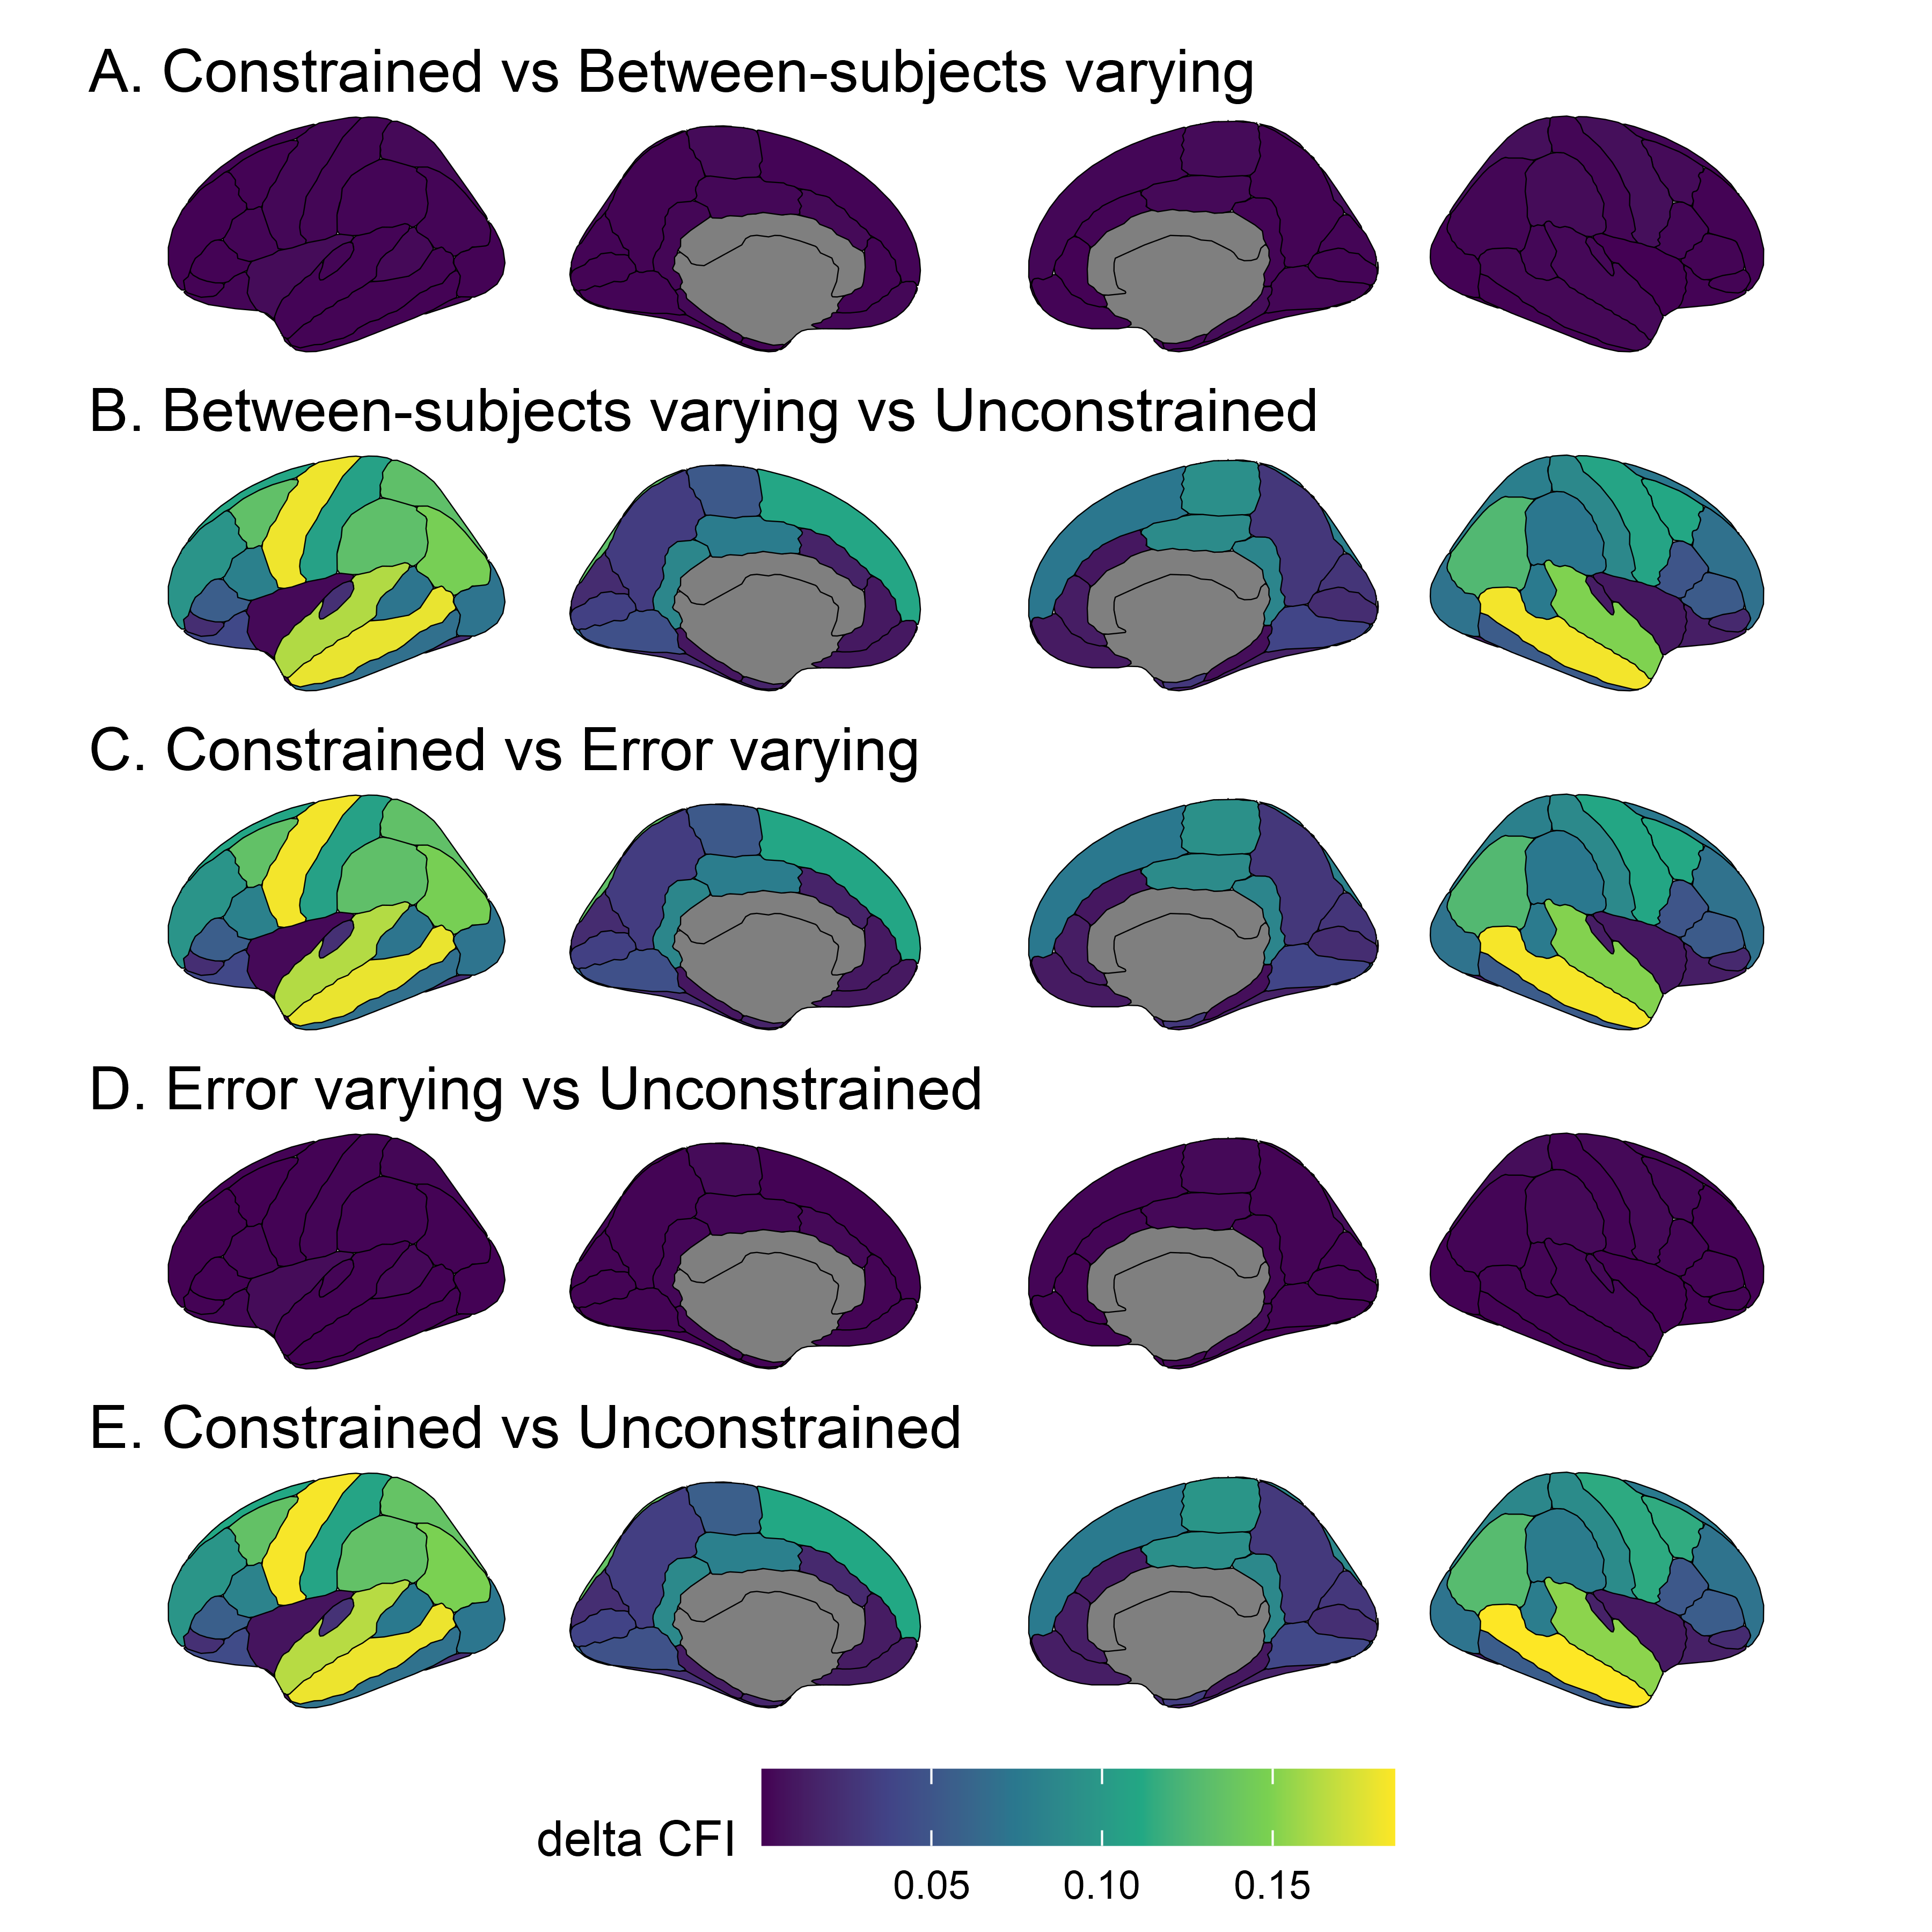 A. Constrained vs Between-subjects varying
B. Between-subjects varying vs Unconstrained
C. Constrained vs Error varying
D. Error varying vs Unconstrained
E. Constrained vs Unconstrained
delta CFI
0.05 0.10 0.15